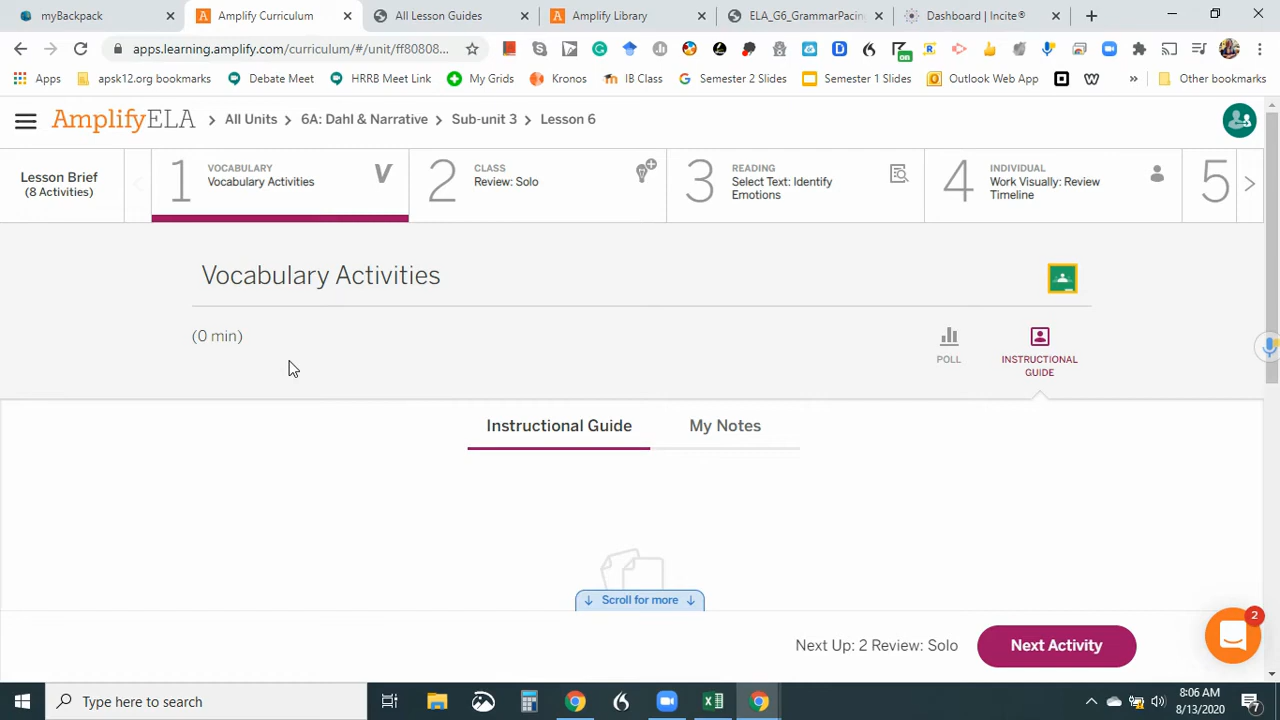 myBackpack
Amplify Curriculum
All Lesson Guides
Amplify Library
ELA_G6_GrammarPacin
Dashboard | Incite®
apps.learning.amplify.com/curriculum/#/unit/ff80808...
on
Apps
apsk12.org bookmarks
Debate Meet
HRRB Meet Link
My Grids
Kronos
IB Class
Semester 2 Slides
Semester 1 Slides
Outlook Web App
»
Other bookmarks
AmplifyELA > All Units > 6A: Dahl & Narrative > Sub-unit 3 > Lesson 6
Lesson Brief
(8 Activities)
1
VOCABULARY
Vocabulary Activities
V
2
CLASS
Review: Solo
3
READING
Select Text: Identify
Emotions
4
INDIVIDUAL
Work Visually: Review
Timeline
5
Vocabulary Activities
(0 min)
POLL
INSTRUCTIONAL
GUIDE
Instructional Guide
My Notes
↓ Scroll for more ↓
Next Up: 2 Review: Solo
Next Activity
2
Type here to search
8:06 AM
8/13/2020
7